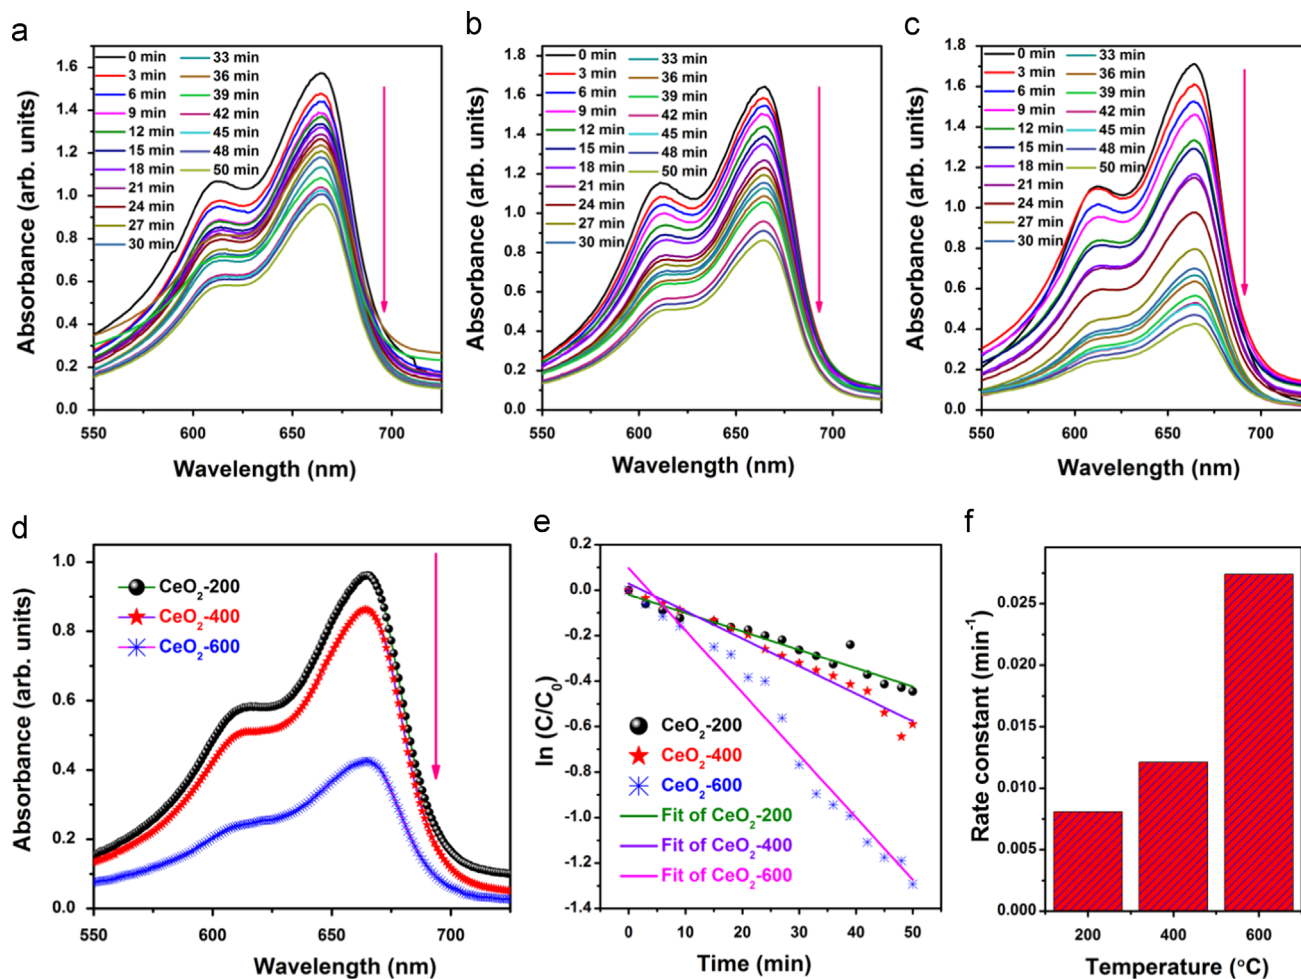 a
1.6
1.4
1.2
1.0
0.8
0.6
0.4
0.2
0.0
0 min
3 min
6 min
9 min
12 min
15 min
18 min
21 min
24 min
27 min
30 min
33 min
36 min
39 min
42 min
45 min
48 min
50 min
550 600 650 700
Absorbance (arb. units)
Wavelength (nm)
b
1.8
1.6
1.4
1.2
1.0
0.8
0.6
0.4
0.2
0.0
0 min
3 min
6 min
9 min
12 min
15 min
18 min
21 min
24 min
27 min
30 min
33 min
36 min
39 min
42 min
45 min
48 min
50 min
550 600 650 700
Absorbance (arb. units)
Wavelength (nm)
c
1.8
1.6
1.4
1.2
1.0
0.8
0.6
0.4
0.2
0.0
0 min
3 min
6 min
9 min
12 min
15 min
18 min
21 min
24 min
27 min
30 min
33 min
36 min
39 min
42 min
45 min
48 min
50 min
550 600 650 700
Absorbance (arb. units)
Wavelength (nm)
d
1.0
0.8
0.6
0.4
0.2
0.0
CeO₂-200
CeO₂-400
CeO₂-600
550 600 650 700
Absorbance (arb. units)
Wavelength (nm)
e
0.2
0.0
-0.2
-0.4
-0.6
-0.8
-1.0
-1.2
-1.4
CeO₂-200
CeO₂-400
CeO₂-600
Fit of CeO₂-200
Fit of CeO₂-400
Fit of CeO₂-600
0 10 20 30 40 50
ln (C/C₀)
Time (min)
f
0.025
0.020
0.015
0.010
0.005
0.000
200 400 600
Rate constant (min⁻¹)
Temperature (°C)